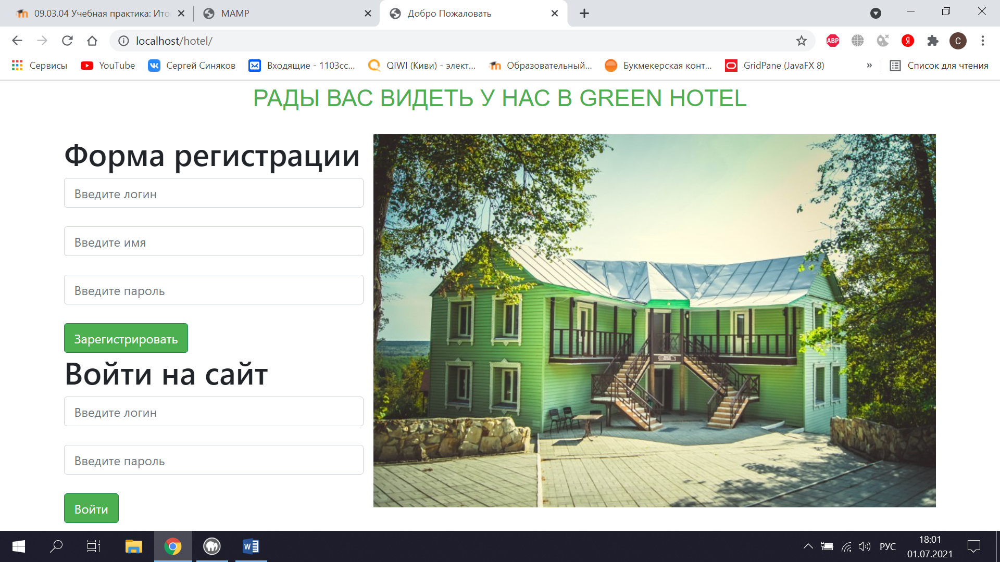 09.03.04 Учебная практика: Ито
MAMP
Добро Пожаловать
localhost/hotel/
ABP
Я
C
Сервисы
YouTube
Сергей Синяков
Входящие - 1103cc...
QIWI (Киви) - элект...
Образовательный...
Букмекерская конт...
GridPane (JavaFX 8)
»
Список для чтения
РАДЫ ВАС ВИДЕТЬ У НАС В GREEN HOTEL
Форма регистрации
Введите логин
Введите имя
Введите пароль
Зарегистрировать
Войти на сайт
Введите логин
Введите пароль
Войти
РУС
18:01
01.07.2021